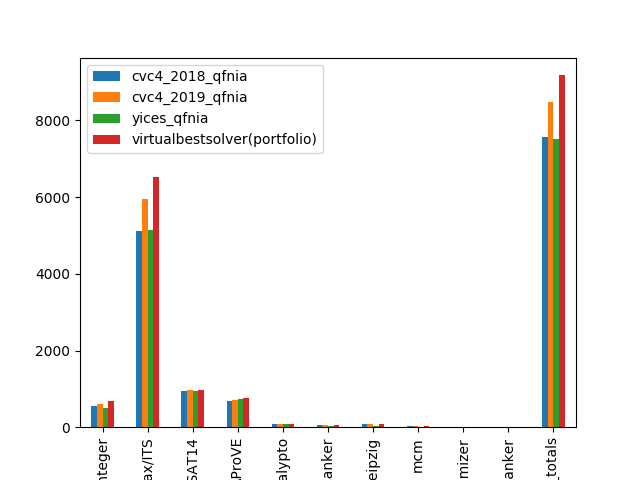 cvc4_2018_qfnia
cvc4_2019_qfnia
yices_qfnia
virtualbestsolver(portfolio)
8000
6000
4000
2000
0
nteger
ax/ITS
SAT14
ProVE
alypto
anker
eipzig
mcm
mizer
anker
_totals